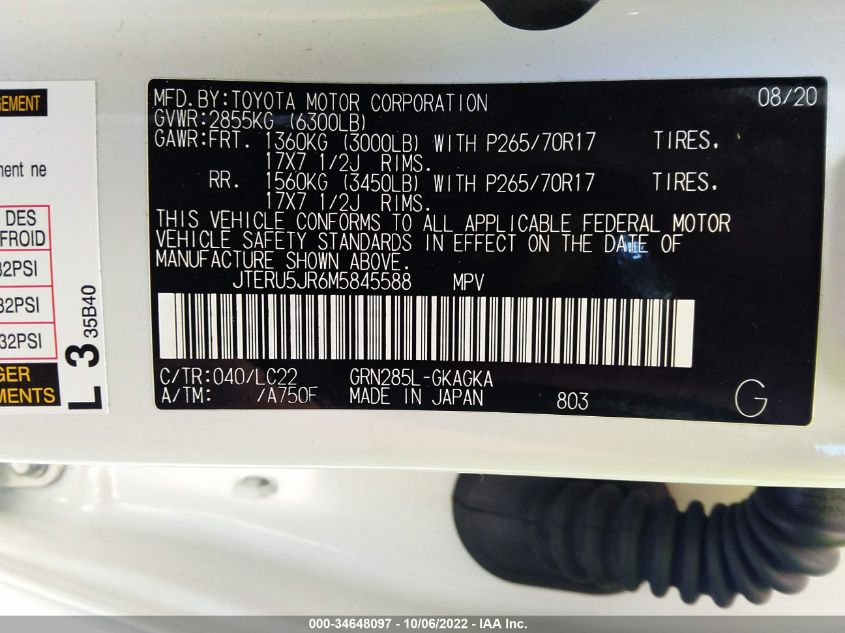 GEMENT
ment ne
DES
FROID
32PSI
32PSI
32PSI
GER
EMENTS
L 3 35B40
MFD.BY:TOYOTA MOTOR CORPORATION 08/20
GVWR:2855KG (6300LB)
GAWR:FRT. 1360KG (3000LB) WITH P265/70R17 TIRES.
17X7 1/2J RIMS.
RR. 1560KG (3450LB) WITH P265/70R17 TIRES.
17X7 1/2J RIMS.
THIS VEHICLE CONFORMS TO ALL APPLICABLE FEDERAL MOTOR
VEHICLE SAFETY STANDARDS IN EFFECT ON THE DATE OF
MANUFACTURE SHOWN ABOVE.
JTERU5JR6M5845588 MPV
C/TR:040/LC22 GRN285L-GKAGKA
A/TM: /A750F MADE IN JAPAN 803 G
000-34648097 - 10/06/2022 - IAA Inc.